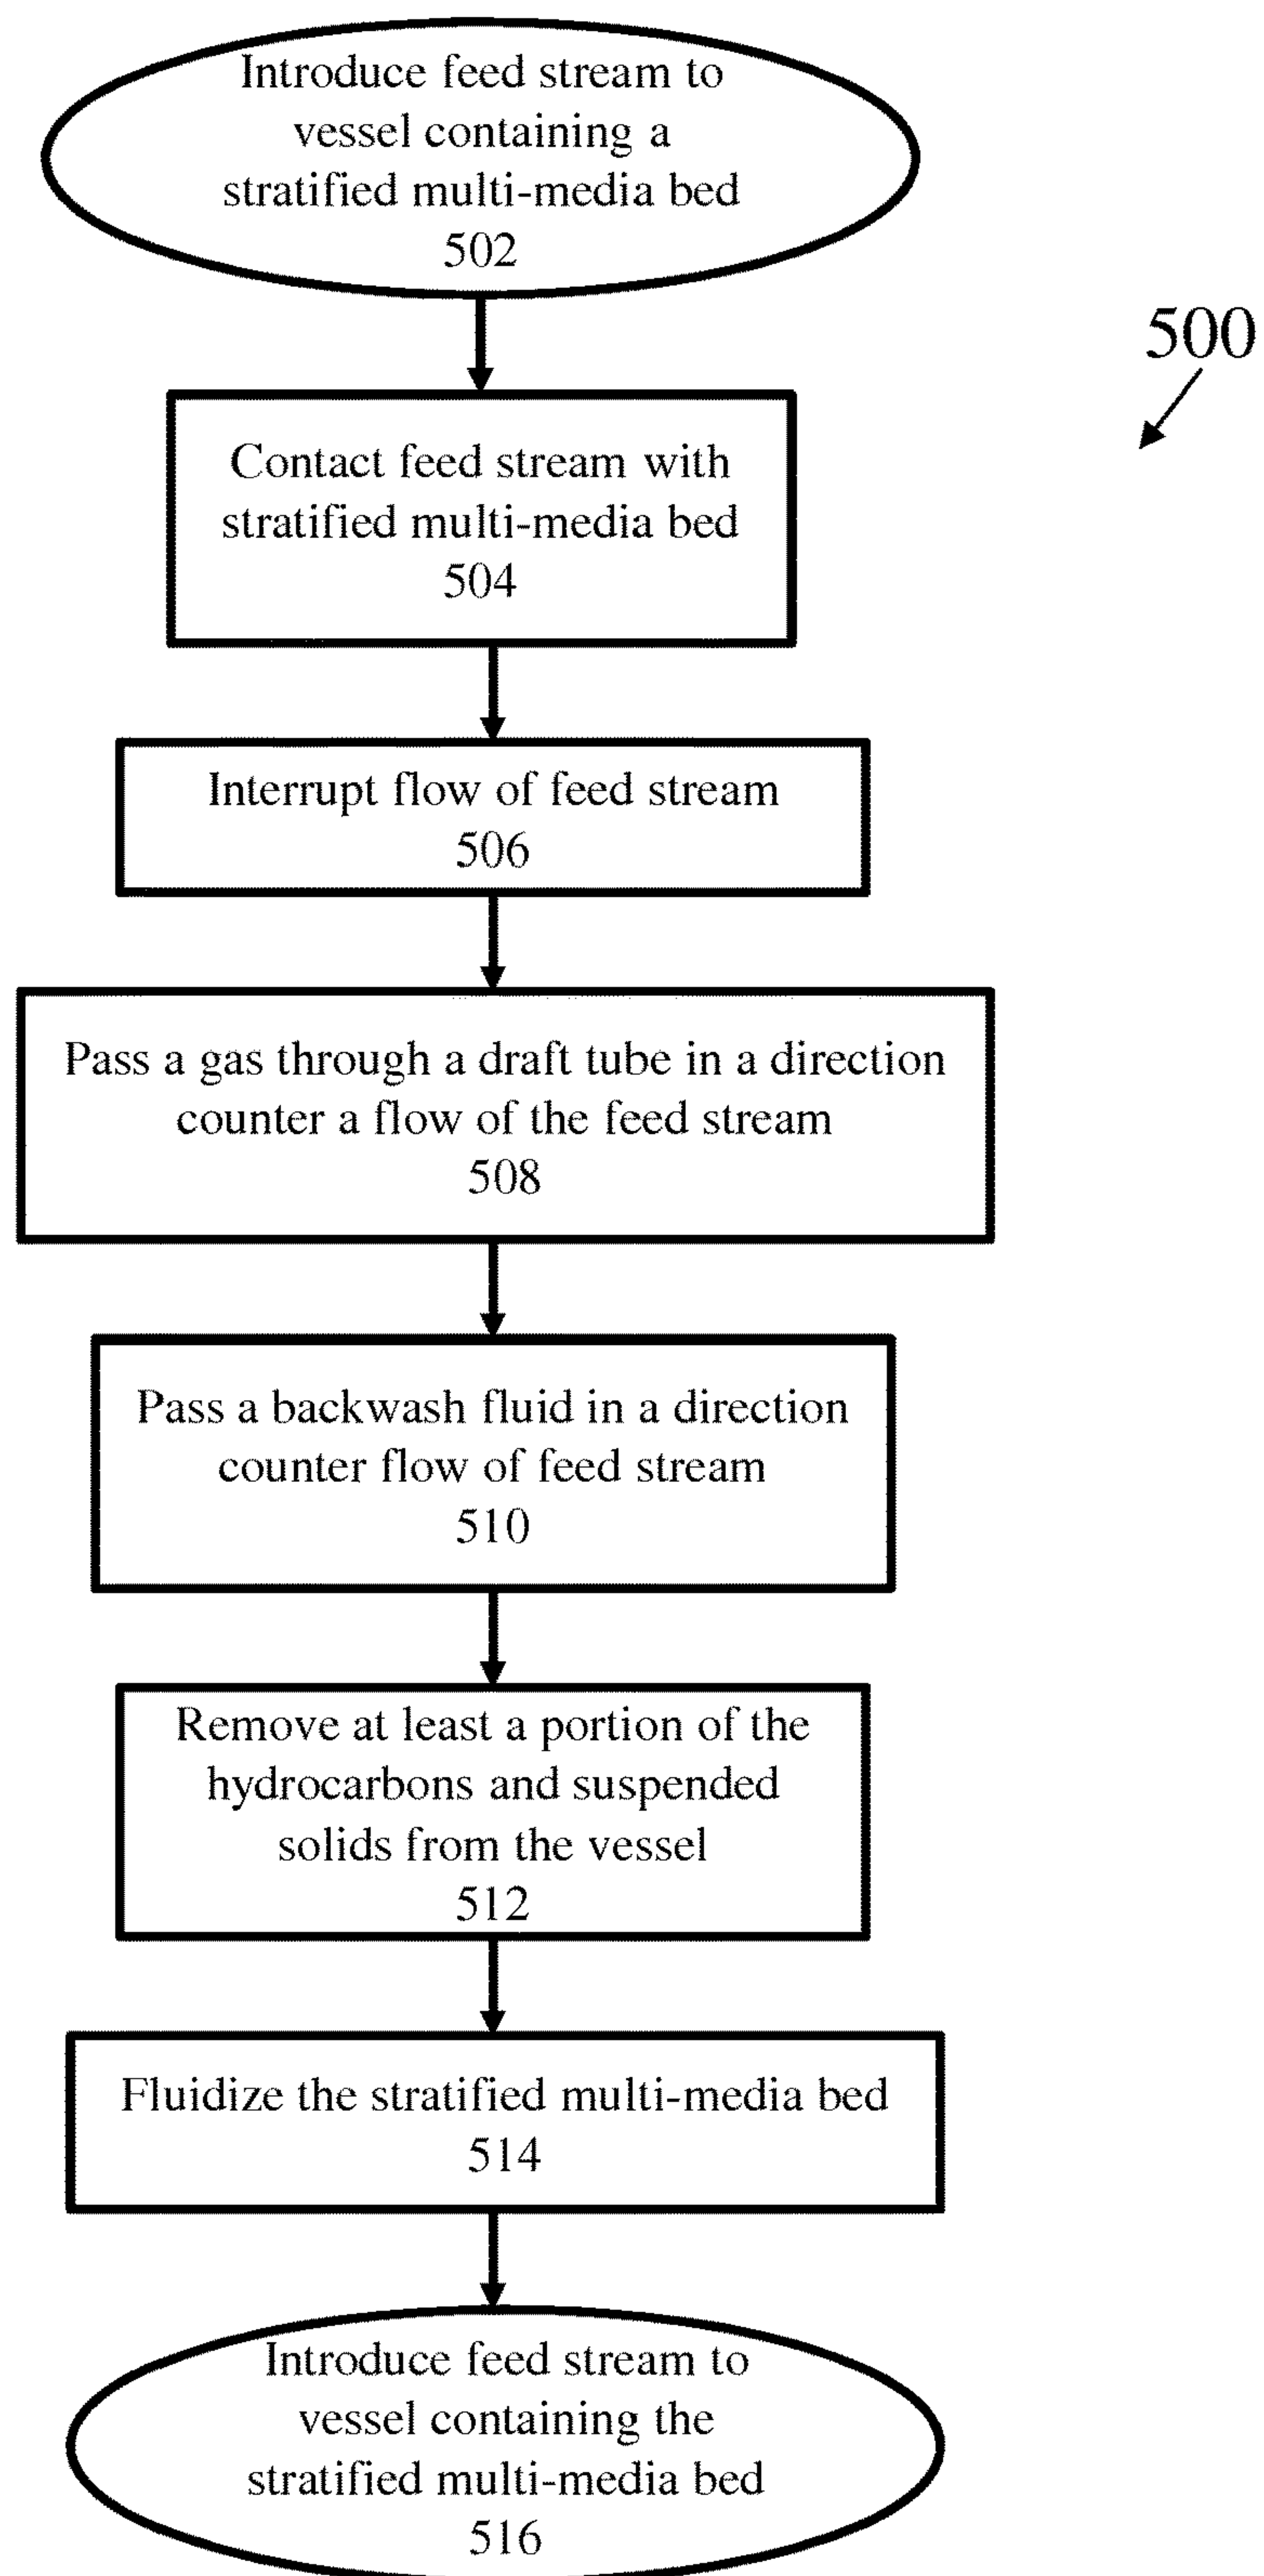 Introduce feed stream to
vessel containing a
stratified multi-media bed
502
500
Contact feed stream with
stratified multi-media bed
504
Interrupt flow of feed stream
506
Pass a gas through a draft tube in a direction
counter a flow of the feed stream
508
Pass a backwash fluid in a direction
counter flow of feed stream
510
Remove at least a portion of the
hydrocarbons and suspended
solids from the vessel
512
Fluidize the stratified multi-media bed
514
Introduce feed stream to
vessel containing the
stratified multi-media bed
516